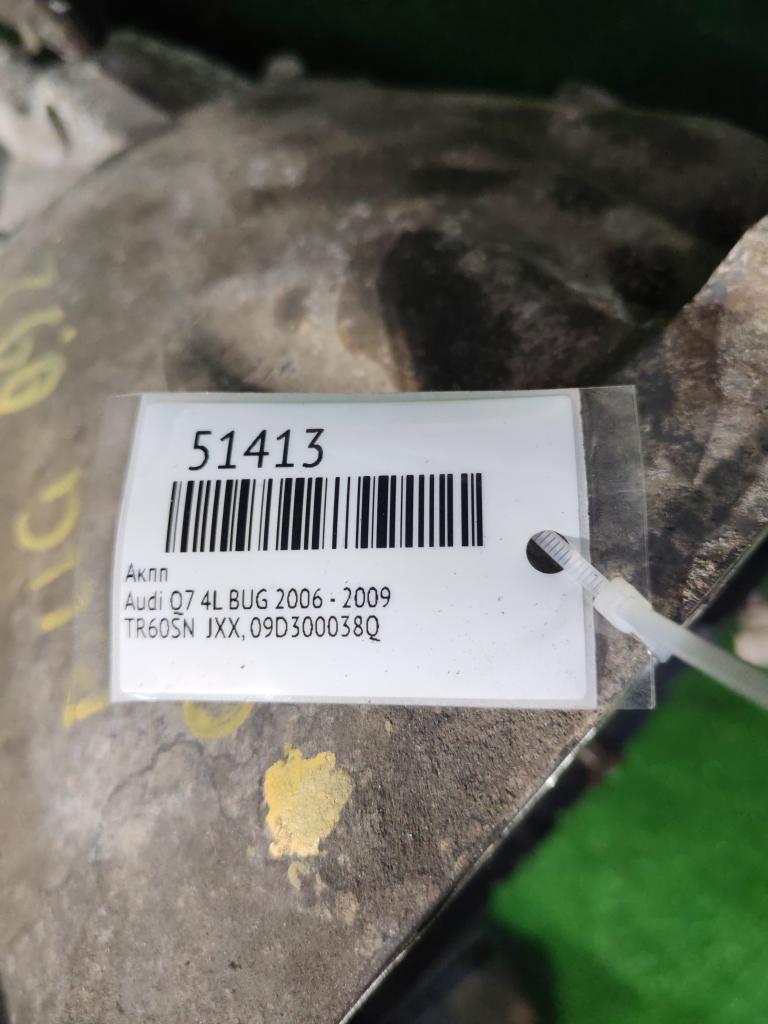 51413
Акпп
Audi Q7 4L BUG 2006 - 2009
TR60SN JXX, 09D300038Q